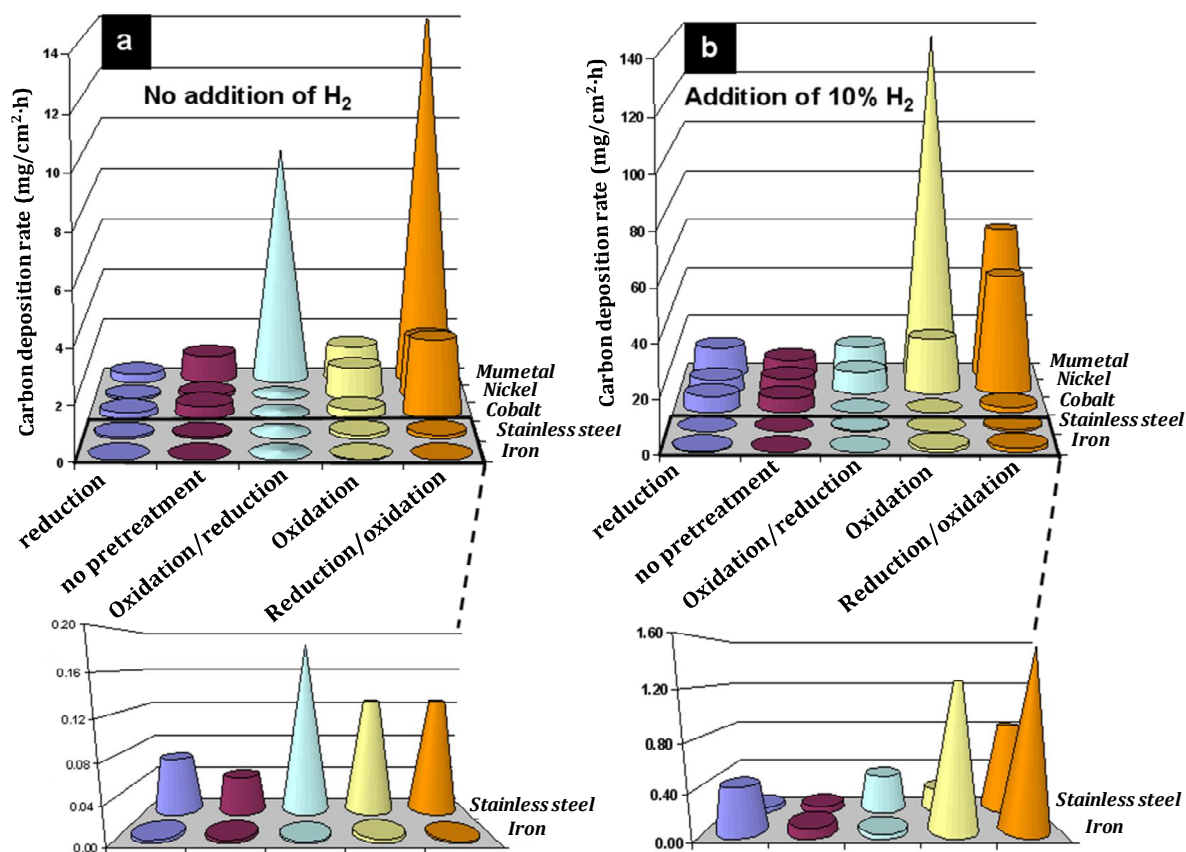 a
No addition of H₂
Carbon deposition rate (mg/cm²·h)
14
12
10
8
6
4
2
0
Mumetal
Nickel
Cobalt
Stainless steel
Iron
reduction
no pretreatment
Oxidation/reduction
Oxidation
Reduction/oxidation
b
Addition of 10% H₂
Carbon deposition rate (mg/cm²·h)
140
120
100
80
60
40
20
0
Mumetal
Nickel
Cobalt
Stainless steel
Iron
reduction
no pretreatment
Oxidation/reduction
Oxidation
Reduction/oxidation
0.20
0.16
0.12
0.08
0.04
0.00
Stainless steel
Iron
1.60
1.20
0.80
0.40
0.00
Stainless steel
Iron